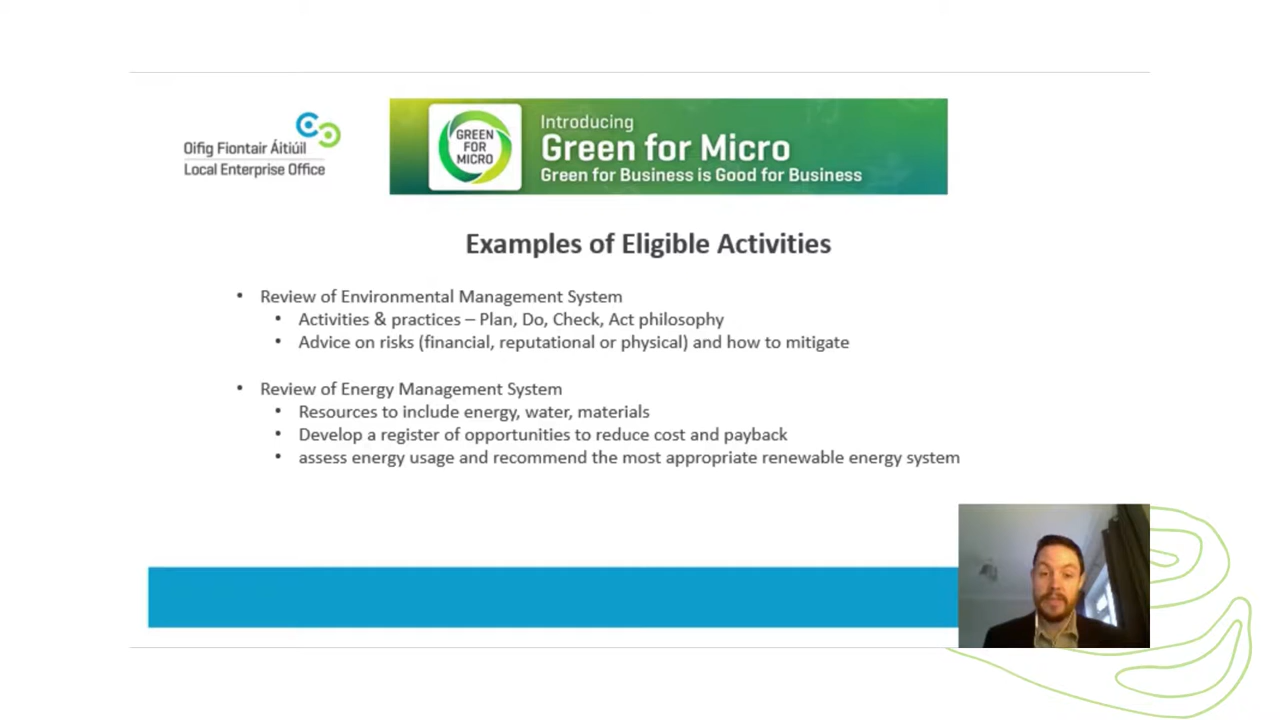 Oifig Fiontair Áitiúil
Local Enterprise Office
GREEN
FOR
MICRO
Introducing
Green for Micro
Green for Business is Good for Business
Examples of Eligible Activities
• Review of Environmental Management System
• Activities & practices – Plan, Do, Check, Act philosophy
• Advice on risks (financial, reputational or physical) and how to mitigate
• Review of Energy Management System
• Resources to include energy, water, materials
• Develop a register of opportunities to reduce cost and payback
• assess energy usage and recommend the most appropriate renewable energy system